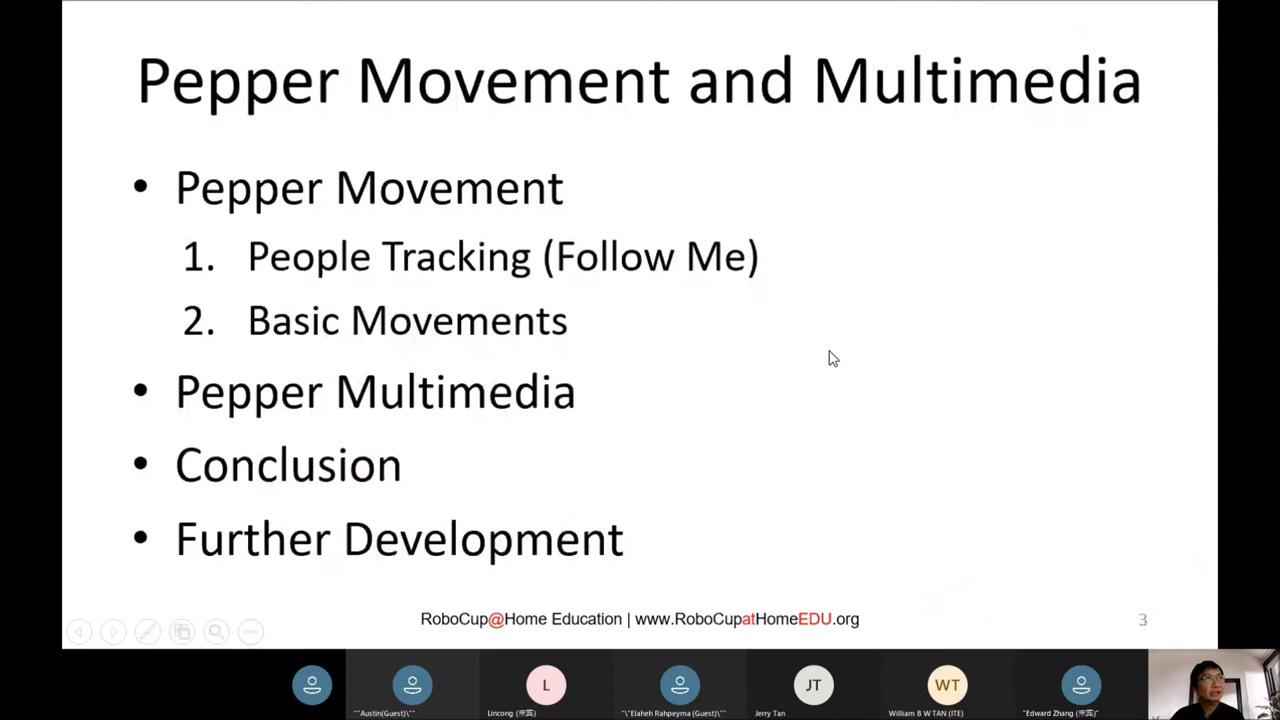 Pepper Movement and Multimedia
• Pepper Movement
1. People Tracking (Follow Me)
2. Basic Movements
• Pepper Multimedia
• Conclusion
• Further Development
RoboCup@Home Education | www.RoboCupatHomeEDU.org
3
L
JT
WT
""Austin(Guest)\""
Lincong (来宾)
"\"Elaheh Rahpeyma (Guest)\""
Jerry Tan
William B W TAN (ITE)
"Edward Zhang (来宾)"